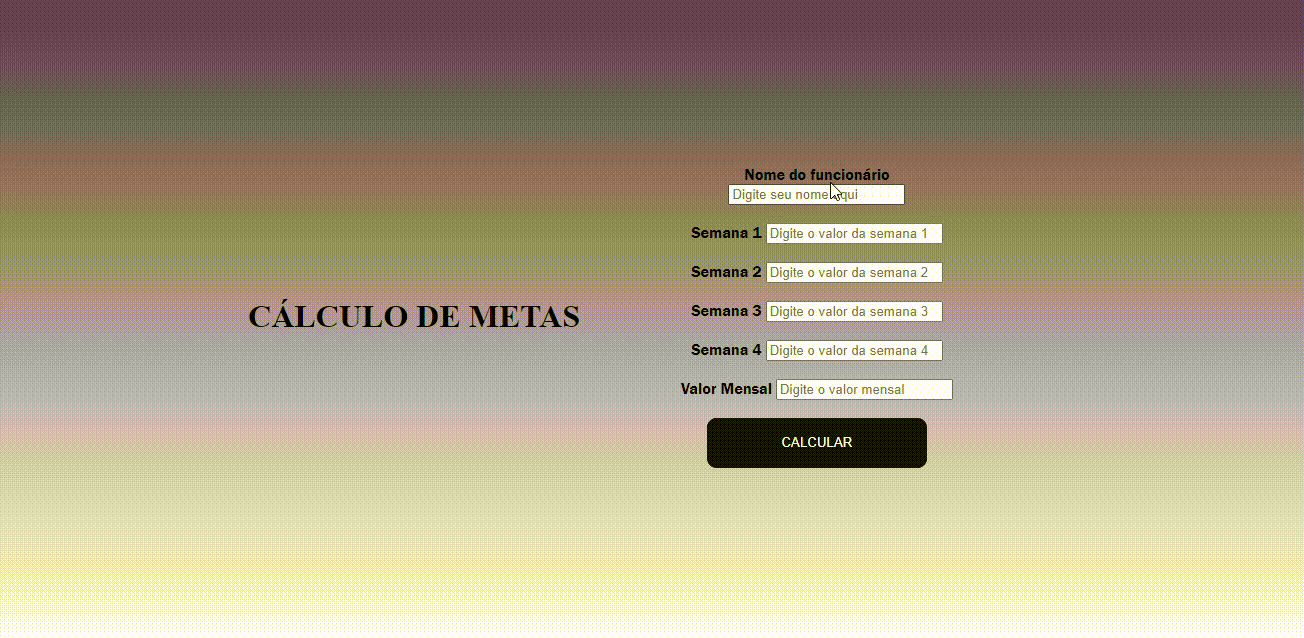 CÁLCULO DE METAS
Nome do funcionário
Digite seu nome aqui
Semana 1 Digite o valor da semana 1
Semana 2 Digite o valor da semana 2
Semana 3 Digite o valor da semana 3
Semana 4 Digite o valor da semana 4
Valor Mensal Digite o valor mensal
CALCULAR